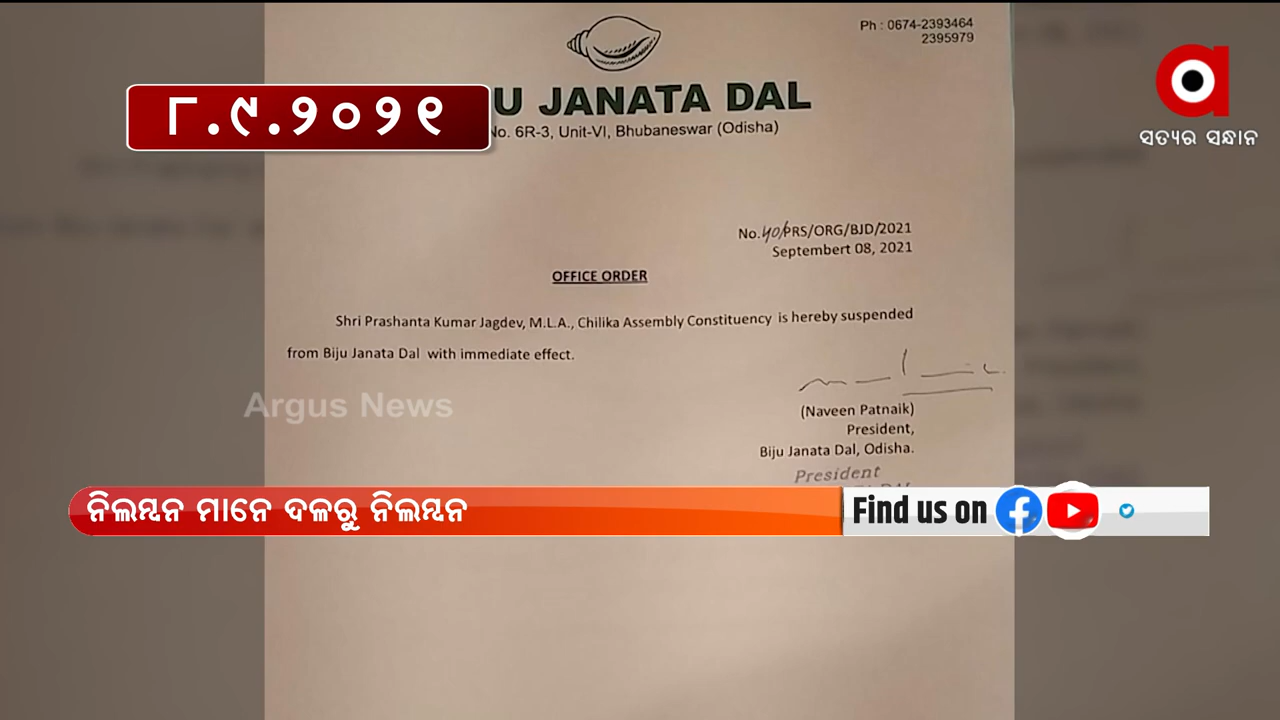 Ph : 0674-2393464
2395979
U JANATA DAL
No. 6R-3, Unit-VI, Bhubaneswar (Odisha)
୮.୯.୨୦୨୧
ସତ୍ୟର ସନ୍ଧାନ
No.40/PRS/ORG/BJD/2021
Septembert 08, 2021
OFFICE ORDER
Shri Prashanta Kumar Jagdev, M.L.A., Chilika Assembly Constituency is hereby suspended
from Biju Janata Dal with immediate effect.
Argus News
(Naveen Patnaik)
President,
Biju Janata Dal, Odisha.
President
ନିଲମ୍ବନ ମାନେ ଦଳରୁ ନିଲମ୍ବନ
Find us on